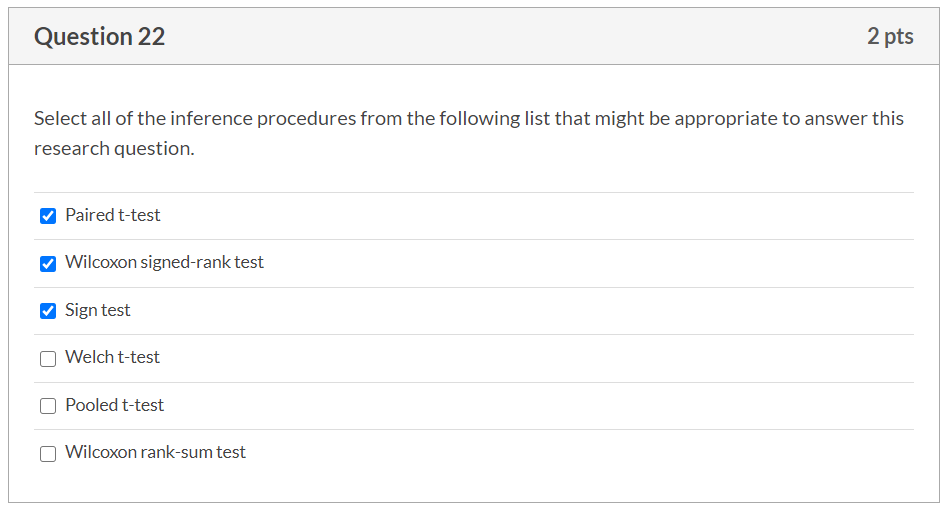 Question 22
2 pts
Select all of the inference procedures from the following list that might be appropriate to answer this
research question.
Paired t-test
Wilcoxon signed-rank test
Sign test
Welch t-test
Pooled t-test
Wilcoxon rank-sum test